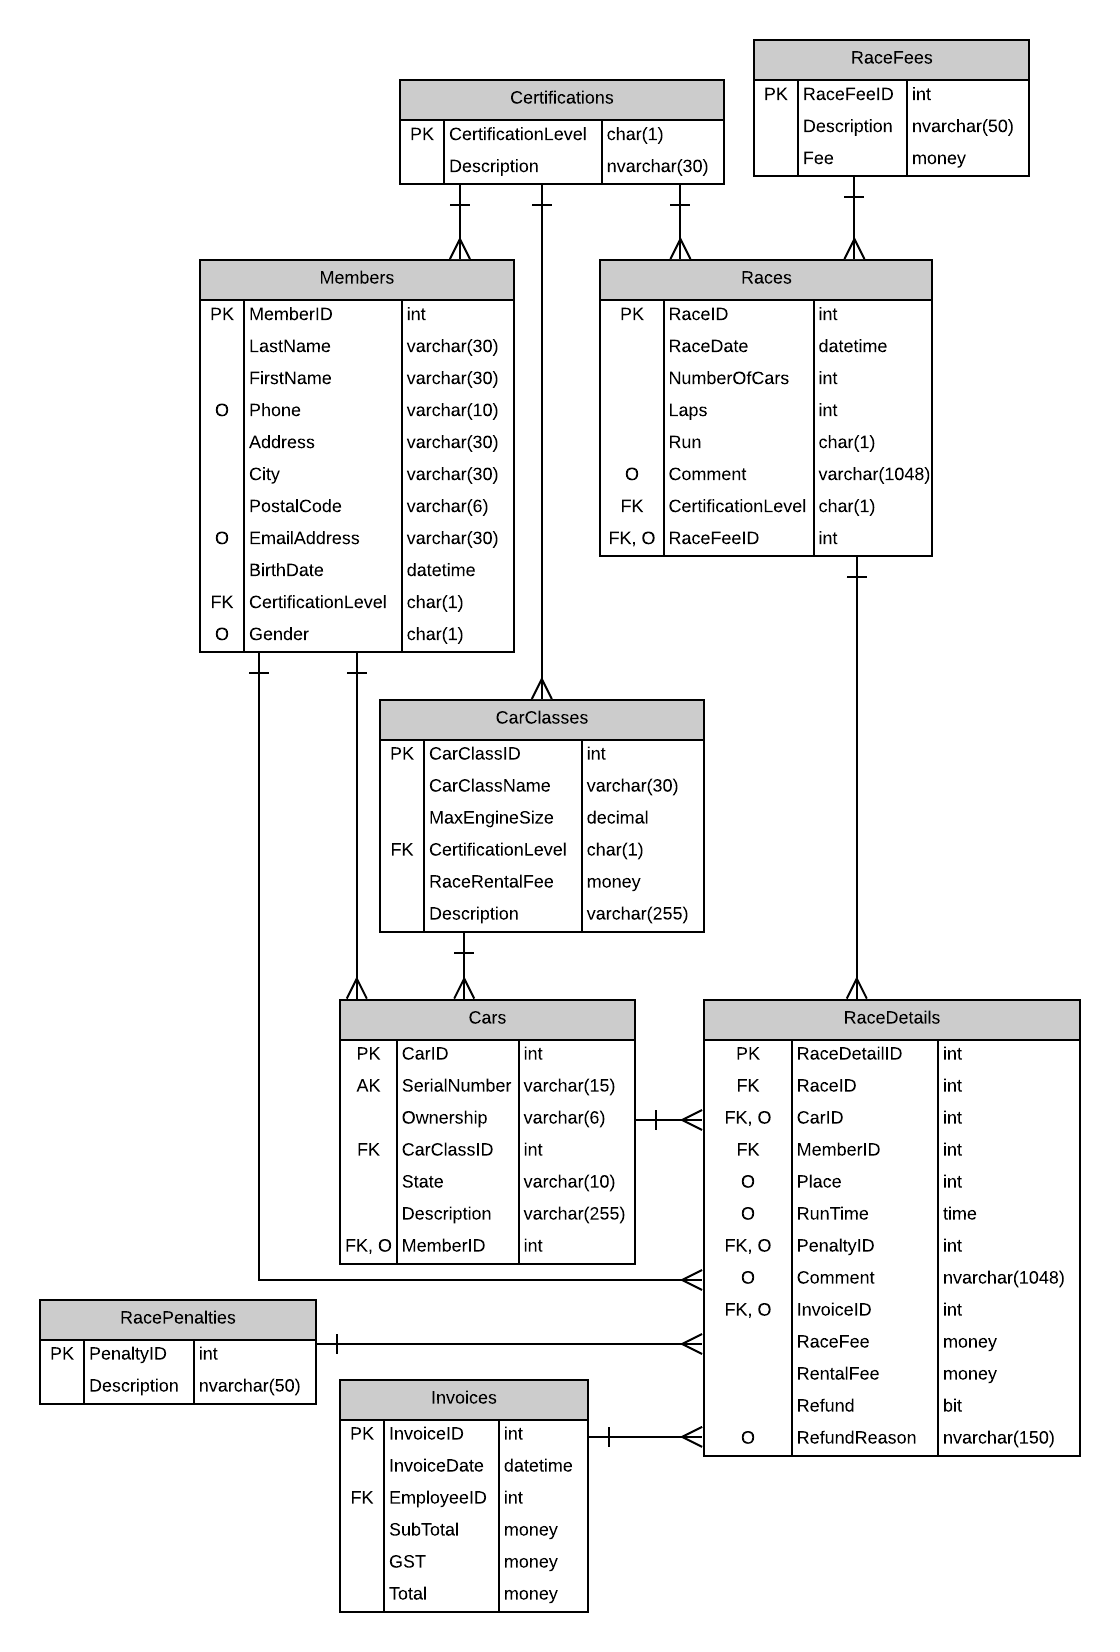 RaceFees
PK RaceFeeID int
Description nvarchar(50)
Fee money
Certifications
PK CertificationLevel char(1)
Description nvarchar(30)
Members
PK MemberID int
LastName varchar(30)
FirstName varchar(30)
O Phone varchar(10)
Address varchar(30)
City varchar(30)
PostalCode varchar(6)
O EmailAddress varchar(30)
BirthDate datetime
FK CertificationLevel char(1)
O Gender char(1)
Races
PK RaceID int
RaceDate datetime
NumberOfCars int
Laps int
Run char(1)
O Comment varchar(1048)
FK CertificationLevel char(1)
FK, O RaceFeeID int
CarClasses
PK CarClassID int
CarClassName varchar(30)
MaxEngineSize decimal
FK CertificationLevel char(1)
RaceRentalFee money
Description varchar(255)
Cars
PK CarID int
AK SerialNumber varchar(15)
Ownership varchar(6)
FK CarClassID int
State varchar(10)
Description varchar(255)
FK, O MemberID int
RaceDetails
PK RaceDetailID int
FK RaceID int
FK, O CarID int
FK MemberID int
O Place int
O RunTime time
FK, O PenaltyID int
O Comment nvarchar(1048)
FK, O InvoiceID int
RaceFee money
RentalFee money
Refund bit
O RefundReason nvarchar(150)
RacePenalties
PK PenaltyID int
Description nvarchar(50)
Invoices
PK InvoiceID int
InvoiceDate datetime
FK EmployeeID int
SubTotal money
GST money
Total money